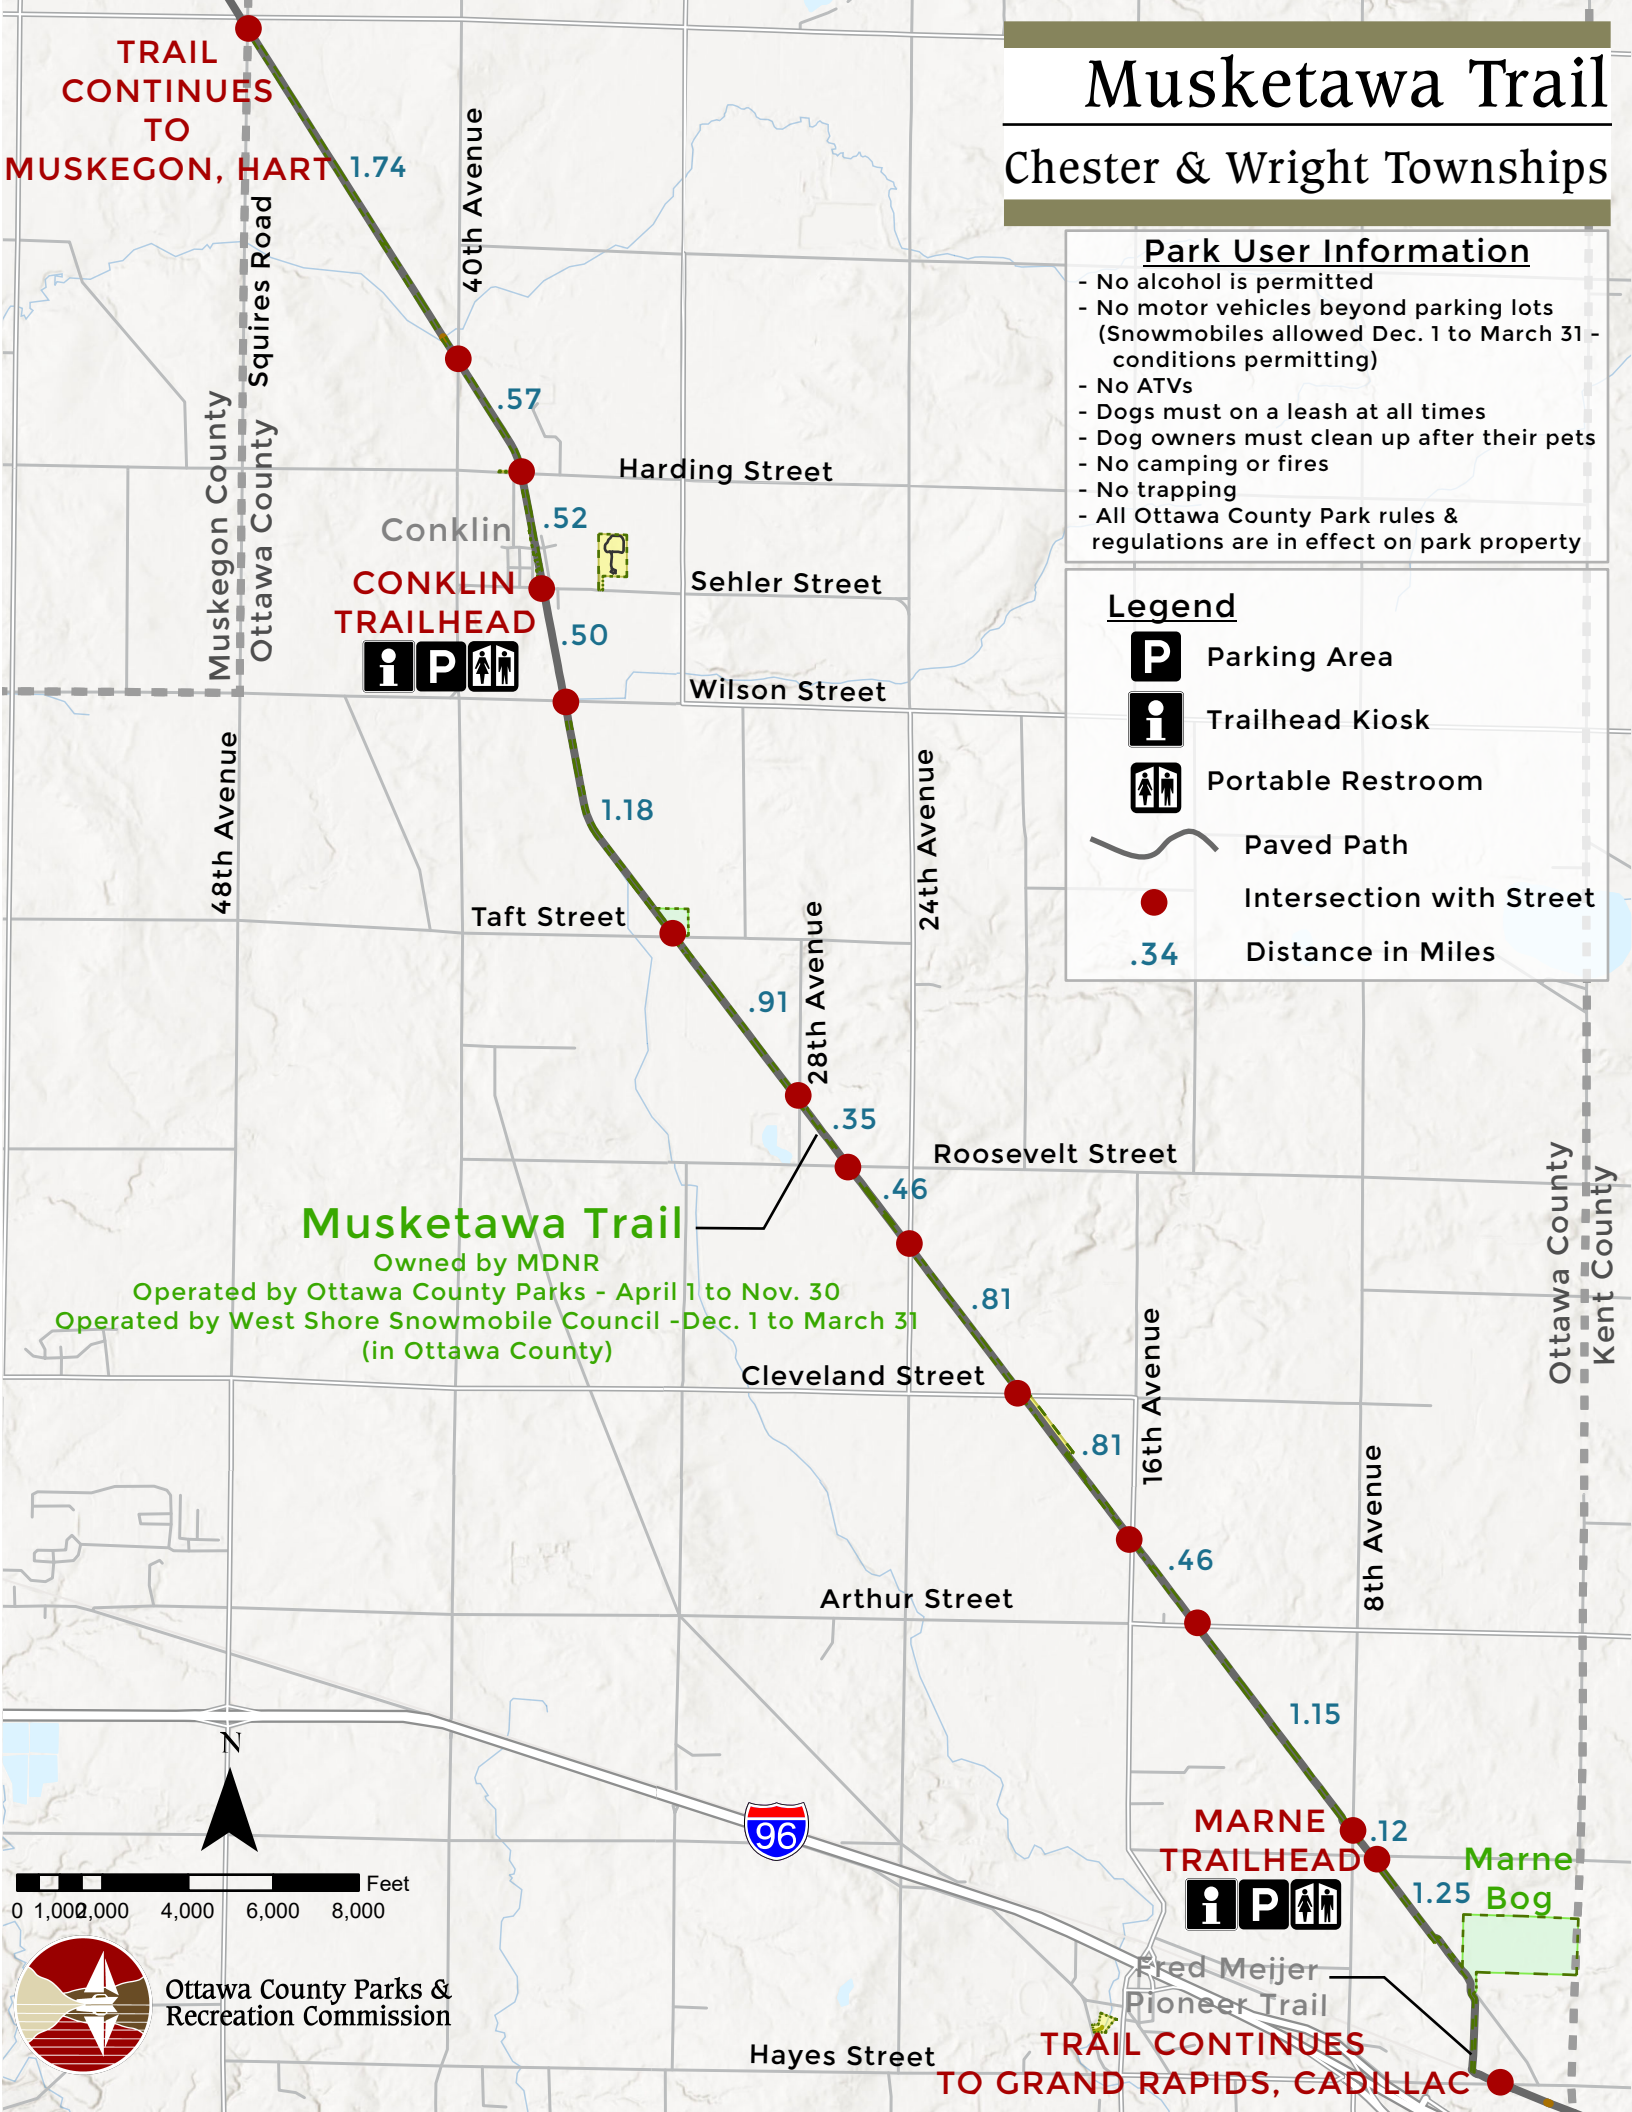 Musketawa Trail
Chester & Wright Townships
Park User Information
- No alcohol is permitted
- No motor vehicles beyond parking lots
(Snowmobiles allowed Dec. 1 to March 31 -
conditions permitting)
- No ATVs
- Dogs must on a leash at all times
- Dog owners must clean up after their pets
- No camping or fires
- No trapping
- All Ottawa County Park rules &
regulations are in effect on park property
Legend
P Parking Area
i Trailhead Kiosk
Portable Restroom
Paved Path
Intersection with Street
.34 Distance in Miles
TRAIL
CONTINUES
TO
MUSKEGON, HART
1.74
40th Avenue
Squires Road
Muskegon County
Ottawa County
.57
Harding Street
.52
Conklin
CONKLIN
TRAILHEAD
i P
Sehler Street
.50
Wilson Street
48th Avenue
1.18
24th Avenue
Taft Street
28th Avenue
.91
.35
Roosevelt Street
.46
Musketawa Trail
Owned by MDNR
Operated by Ottawa County Parks - April 1 to Nov. 30
Operated by West Shore Snowmobile Council -Dec. 1 to March 31
(in Ottawa County)
Ottawa County
Kent County
.81
Cleveland Street
16th Avenue
.81
8th Avenue
.46
Arthur Street
1.15
N
96
MARNE
TRAILHEAD
i P
.12
1.25
Marne
Bog
Feet
0 1,000 2,000 4,000 6,000 8,000
Ottawa County Parks &
Recreation Commission
Fred Meijer
Pioneer Trail
Hayes Street
TRAIL CONTINUES
TO GRAND RAPIDS, CADILLAC